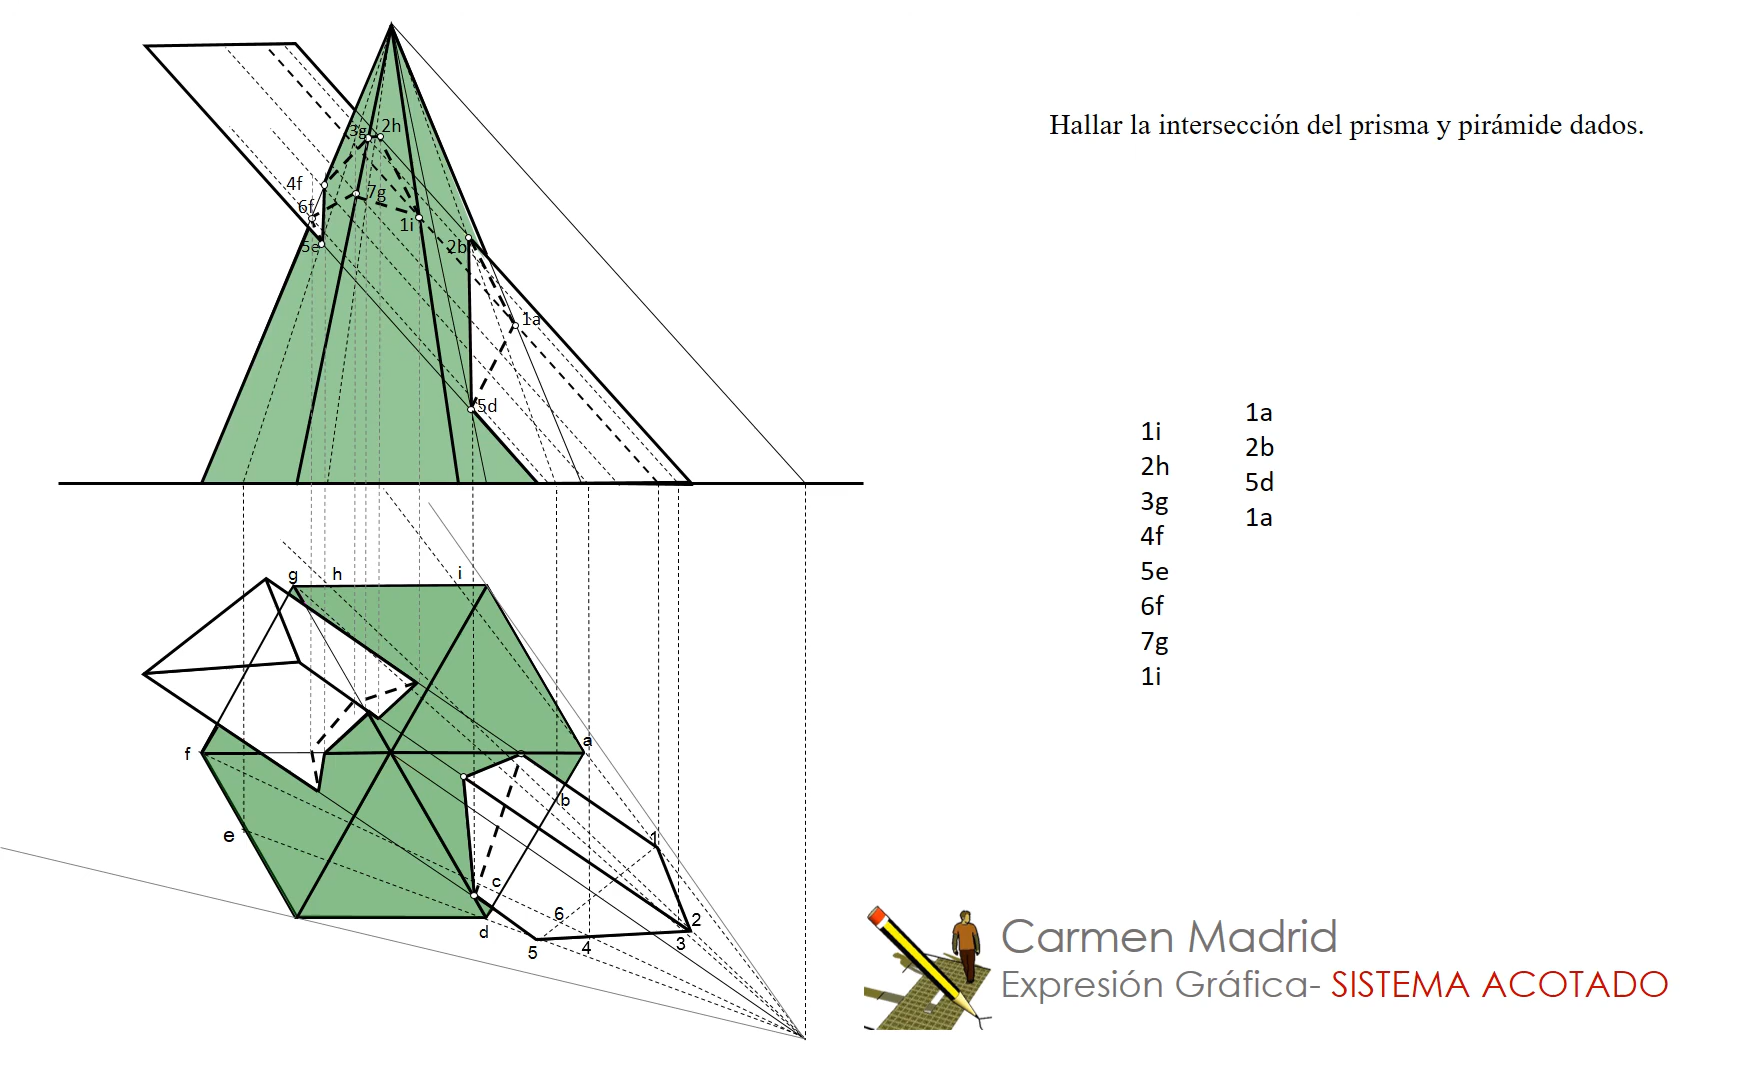 Hallar la intersección del prisma y pirámide dados.
3g
2h
4f
7g
6f
1i
5e
2b
1a
5d
1i
2h
3g
4f
5e
6f
7g
1i
1a
2b
5d
1a
g
h
i
f
a
b
e
1
c
6
2
d
5
4
3
Carmen Madrid
Expresión Gráfica- SISTEMA ACOTADO